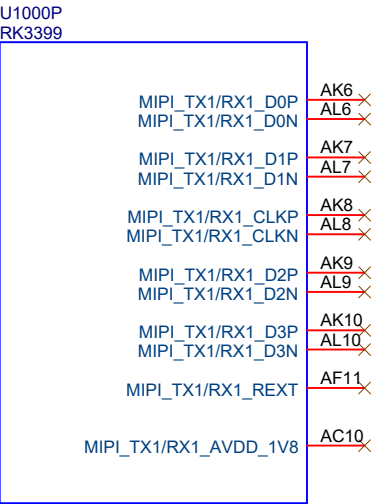 U1000P
RK3399
MIPI_TX1/RX1_D0P AK6
MIPI_TX1/RX1_D0N AL6
MIPI_TX1/RX1_D1P AK7
MIPI_TX1/RX1_D1N AL7
MIPI_TX1/RX1_CLKP AK8
MIPI_TX1/RX1_CLKN AL8
MIPI_TX1/RX1_D2P AK9
MIPI_TX1/RX1_D2N AL9
MIPI_TX1/RX1_D3P AK10
MIPI_TX1/RX1_D3N AL10
MIPI_TX1/RX1_REXT AF11
MIPI_TX1/RX1_AVDD_1V8 AC10